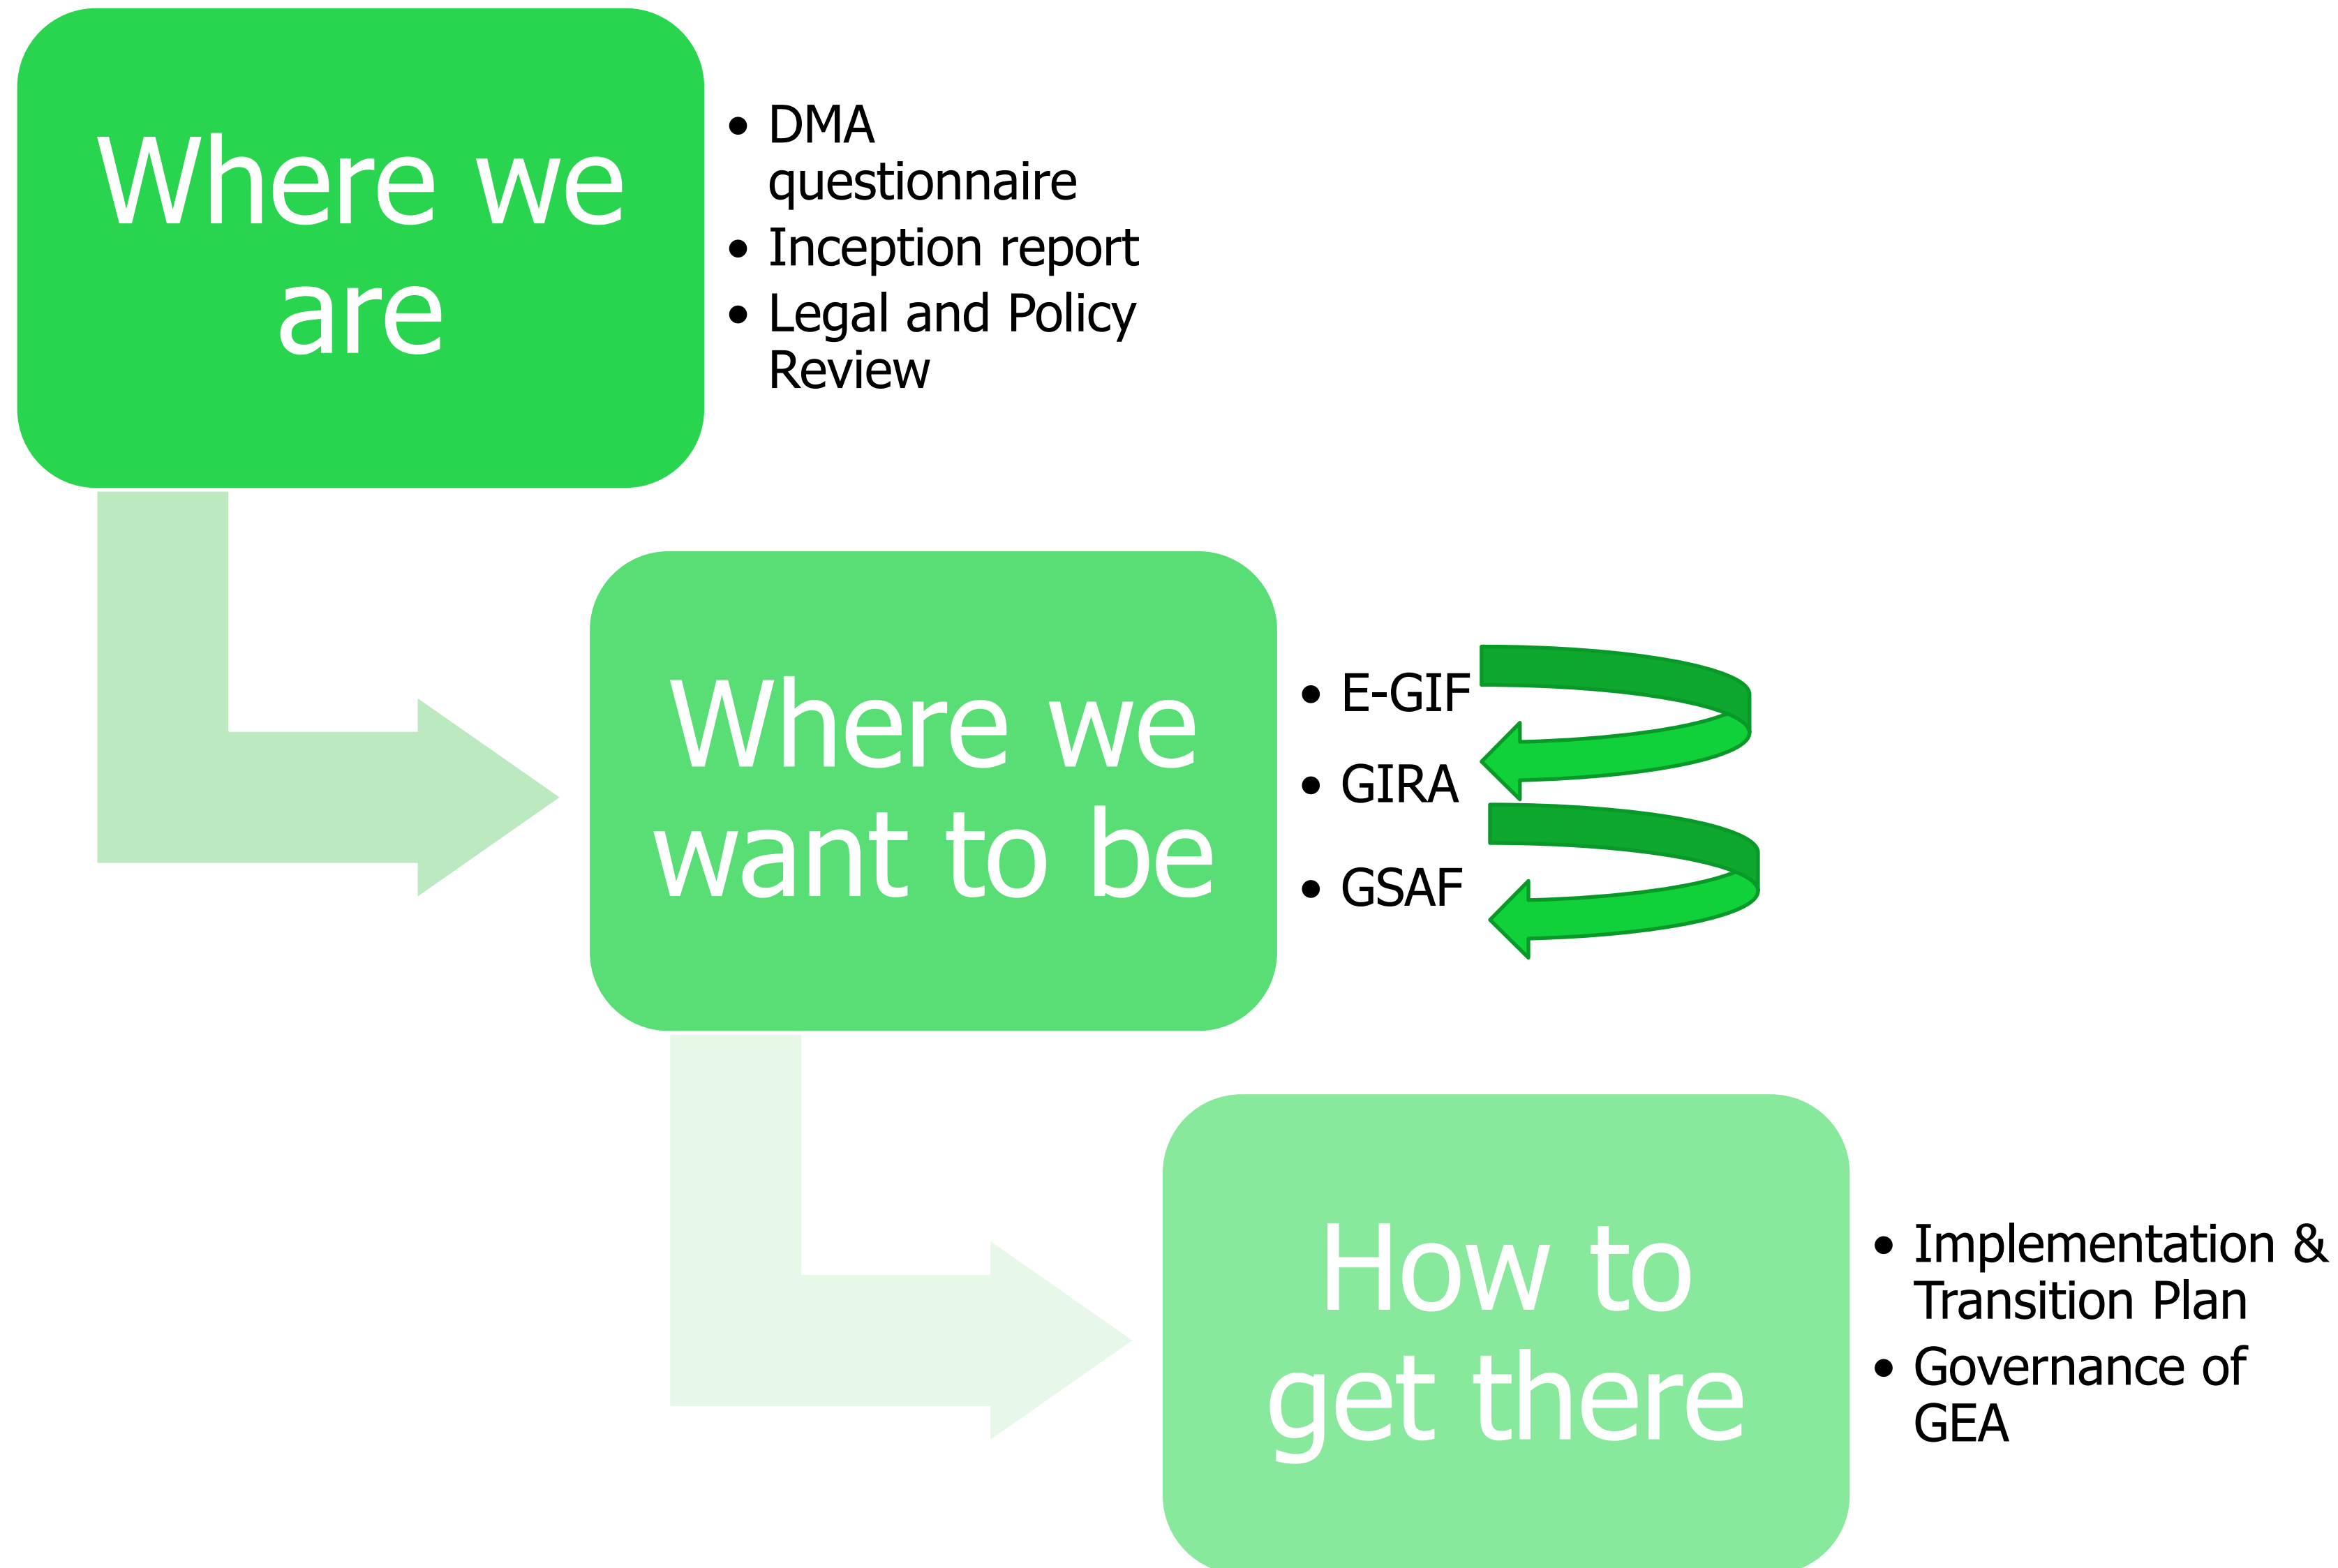 Where we
are
• DMA
questionnaire
• Inception report
• Legal and Policy
Review
Where we
want to be
• E-GIF
• GIRA
• GSAF
How to
get there
• Implementation &
Transition Plan
• Governance of
GEA